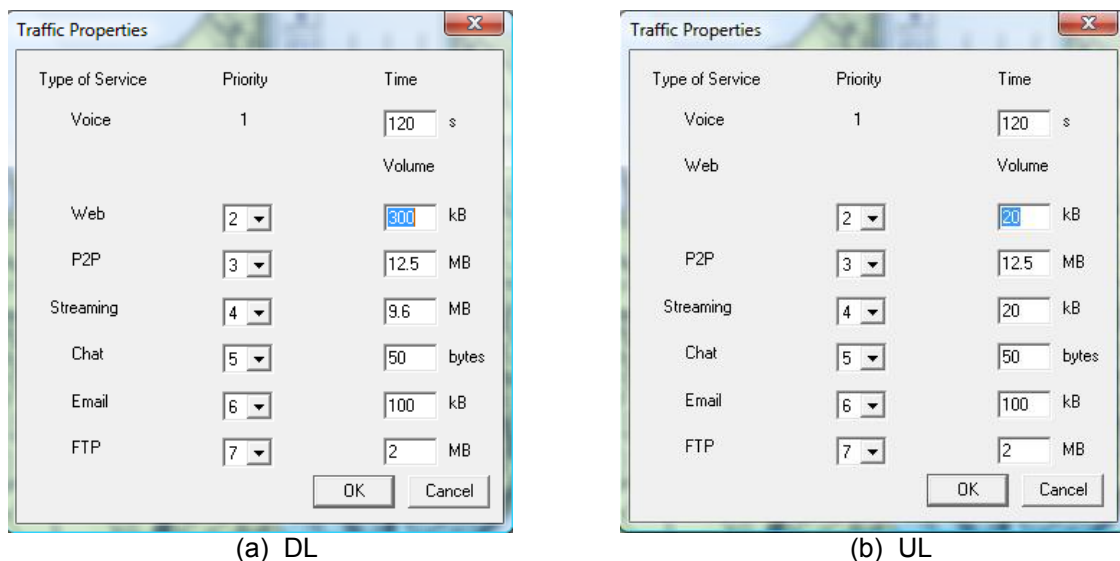 Traffic Properties
Type of Service Priority Time
Voice 1 120 s
Volume
Web 2 300 kB
P2P 3 12.5 MB
Streaming 4 9.6 MB
Chat 5 50 bytes
Email 6 100 kB
FTP 7 2 MB
OK Cancel
(a) DL
Traffic Properties
Type of Service Priority Time
Voice 1 120 s
Web Volume
2 20 kB
P2P 3 12.5 MB
Streaming 4 20 kB
Chat 5 50 bytes
Email 6 100 kB
FTP 7 2 MB
OK Cancel
(b) UL